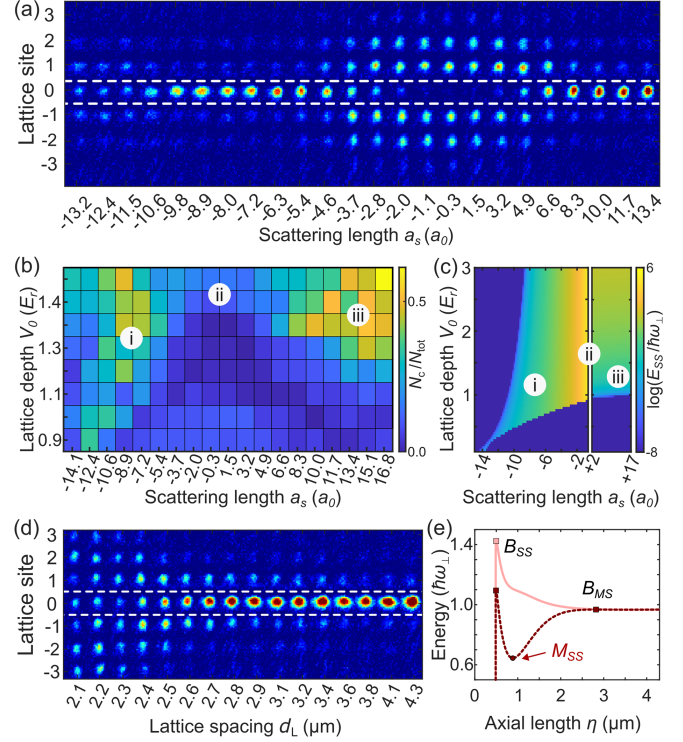 (a)
Lattice site
3
2
1
0
-1
-2
-3
-13.2 -12.4 -11.5 -10.6 -9.8 -8.9 -8.0 -7.2 -6.3 -5.4 -4.6 -3.7 -2.8 -2.0 -1.1 -0.3 1.5 3.2 4.9 6.6 8.3 10.0 11.7 13.4
Scattering length a_s (a_0)
(b)
Lattice depth V_0 (E_r)
1.4
1.3
1.2
1.1
0.9
i
ii
iii
-14.1 -12.4 -10.6 -8.9 -7.2 -5.4 -3.7 -2.0 -0.3 1.5 3.2 4.9 6.6 8.3 10.0 11.7 13.4 15.1 16.8
Scattering length a_s (a_0)
0.5
N_c / N_tot
0.0
(c)
Lattice depth V_0 (E_r)
3
2
1
i
ii
iii
-14 -10 -6 -2 +2 +17
Scattering length a_s (a_0)
6
log(E_SS/ħω_⊥)
-8
(d)
Lattice site
3
2
1
0
-1
-2
-3
2.1 2.2 2.3 2.4 2.5 2.6 2.7 2.8 2.9 3.1 3.2 3.4 3.6 3.8 4.1 4.3
Lattice spacing d_L (μm)
(e)
Energy (ħω_⊥)
1.4
1.0
0.6
B_SS
B_MS
M_SS
0 1 2 3 4
Axial length η (μm)